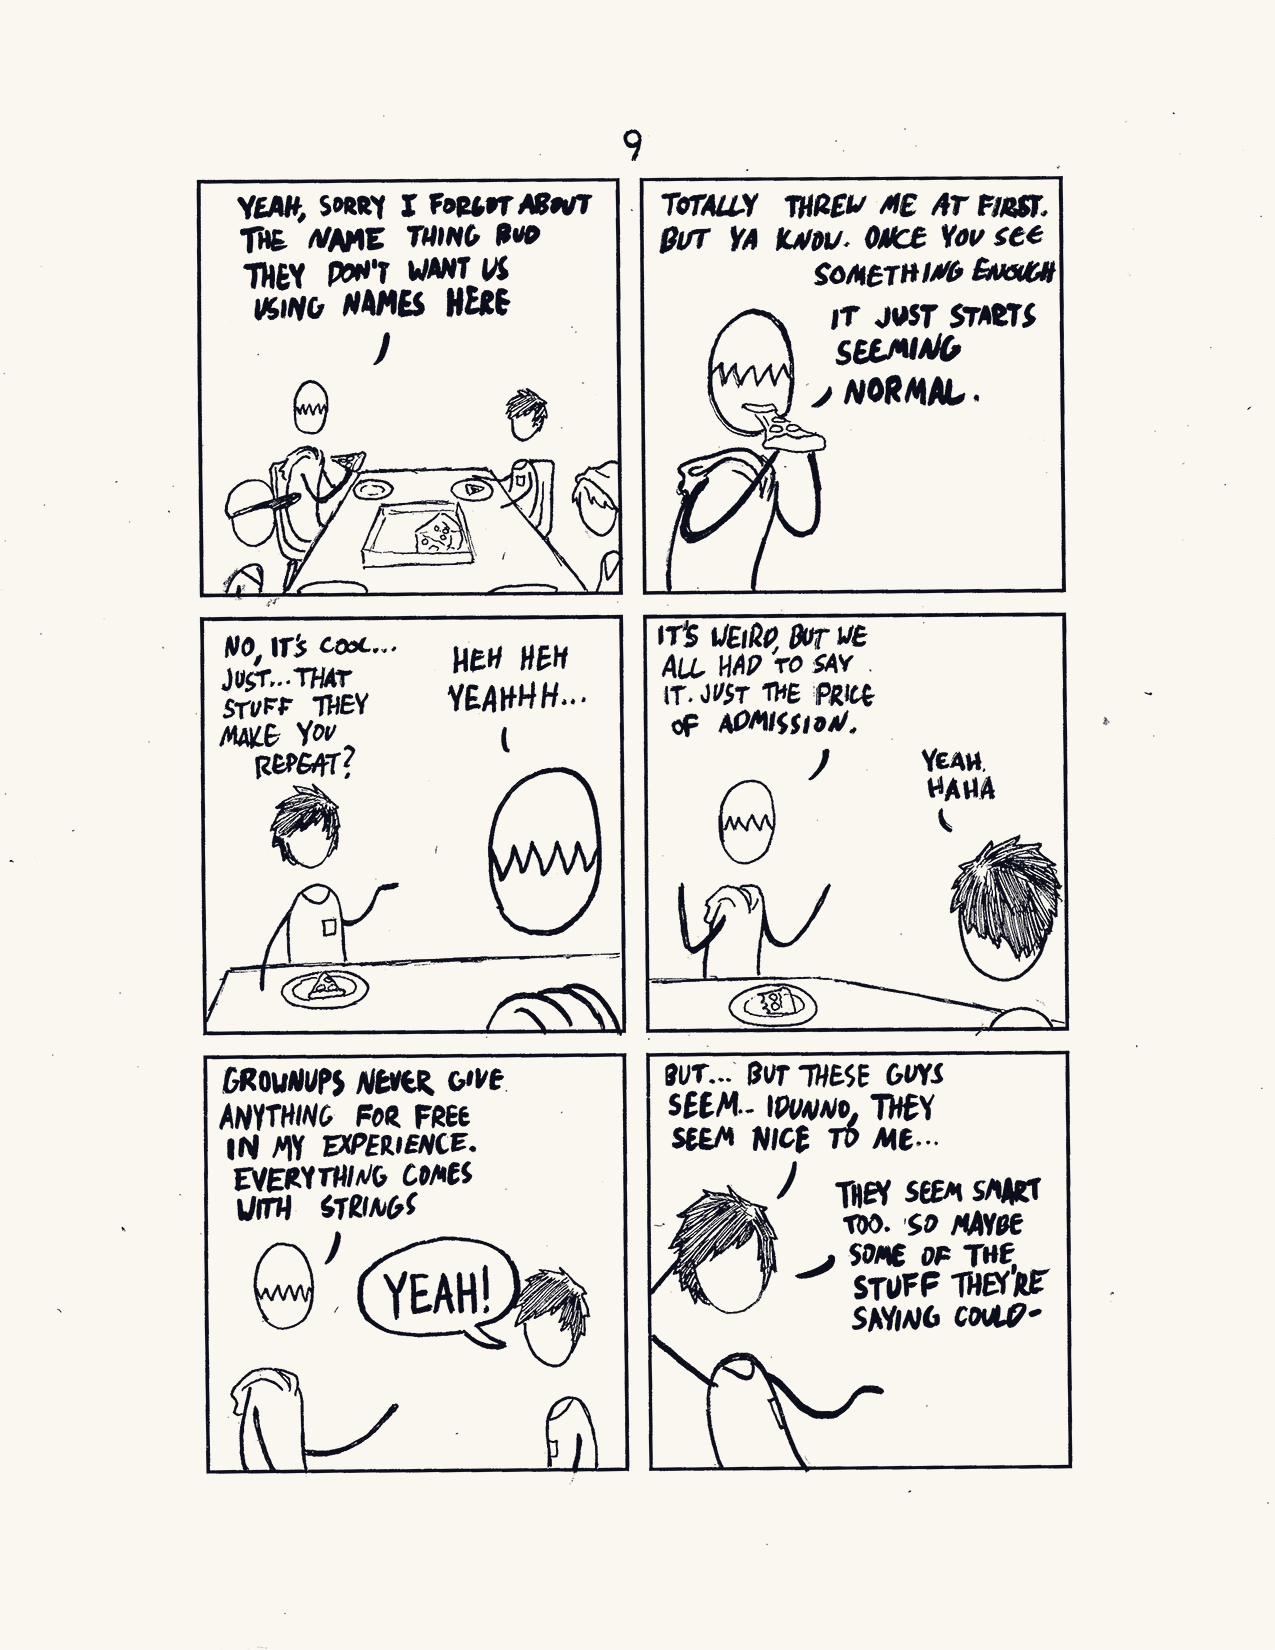 9
YEAH, SORRY I FORGOT ABOUT
THE NAME THING BUD
THEY DON'T WANT US
USING NAMES HERE
TOTALLY THREW ME AT FIRST.
BUT YA KNOW. ONCE YOU SEE
SOMETHING ENOUGH
IT JUST STARTS
SEEMING
NORMAL.
NO, IT'S COOL...
JUST...THAT
STUFF THEY
MAKE YOU
REPEAT?
HEH HEH
YEAHHH...
IT'S WEIRD, BUT WE
ALL HAD TO SAY
IT. JUST THE PRICE
OF ADMISSION.
YEAH.
HAHA
GROWNUPS NEVER GIVE
ANYTHING FOR FREE
IN MY EXPERIENCE.
EVERYTHING COMES
WITH STRINGS
YEAH!
BUT... BUT THESE GUYS
SEEM.. IDUNNO, THEY
SEEM NICE TO ME...
THEY SEEM SMART
TOO. SO MAYBE
SOME OF THE
STUFF THEY'RE
SAYING COULD-